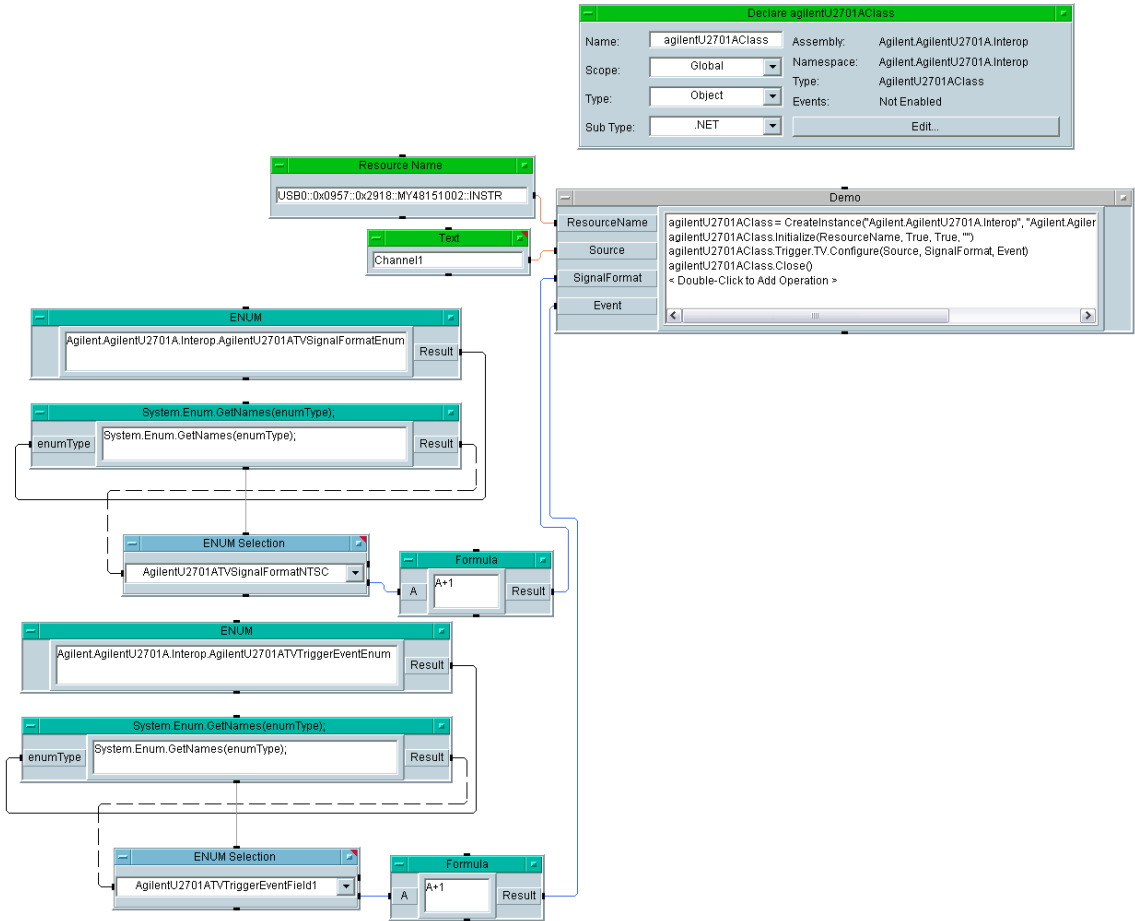 Declare agilentU2701AClass
Name: agilentU2701AClass Assembly: Agilent.AgilentU2701A.Interop
Scope: Global Namespace: Agilent.AgilentU2701A.Interop
Type: AgilentU2701AClass
Type: Object Events: Not Enabled
Sub Type: .NET Edit...
Resource Name
USB0::0x0957::0x2918::MY48151002::INSTR
Text
Channel1
Demo
ResourceName
Source
SignalFormat
Event
agilentU2701AClass = CreateInstance("Agilent.AgilentU2701A.Interop", "Agilent.Agiler
agilentU2701AClass.Initialize(ResourceName, True, True, "")
agilentU2701AClass.Trigger.TV.Configure(Source, SignalFormat, Event)
agilentU2701AClass.Close()
< Double-Click to Add Operation >
ENUM
Agilent.AgilentU2701A.Interop.AgilentU2701ATVSignalFormatEnum
Result
System.Enum.GetNames(enumType);
enumType
System.Enum.GetNames(enumType);
Result
ENUM Selection
AgilentU2701ATVSignalFormatNTSC
Formula
A
A+1
Result
ENUM
Agilent.AgilentU2701A.Interop.AgilentU2701ATVTriggerEventEnum
Result
System.Enum.GetNames(enumType);
enumType
System.Enum.GetNames(enumType);
Result
ENUM Selection
AgilentU2701ATVTriggerEventField1
Formula
A
A+1
Result